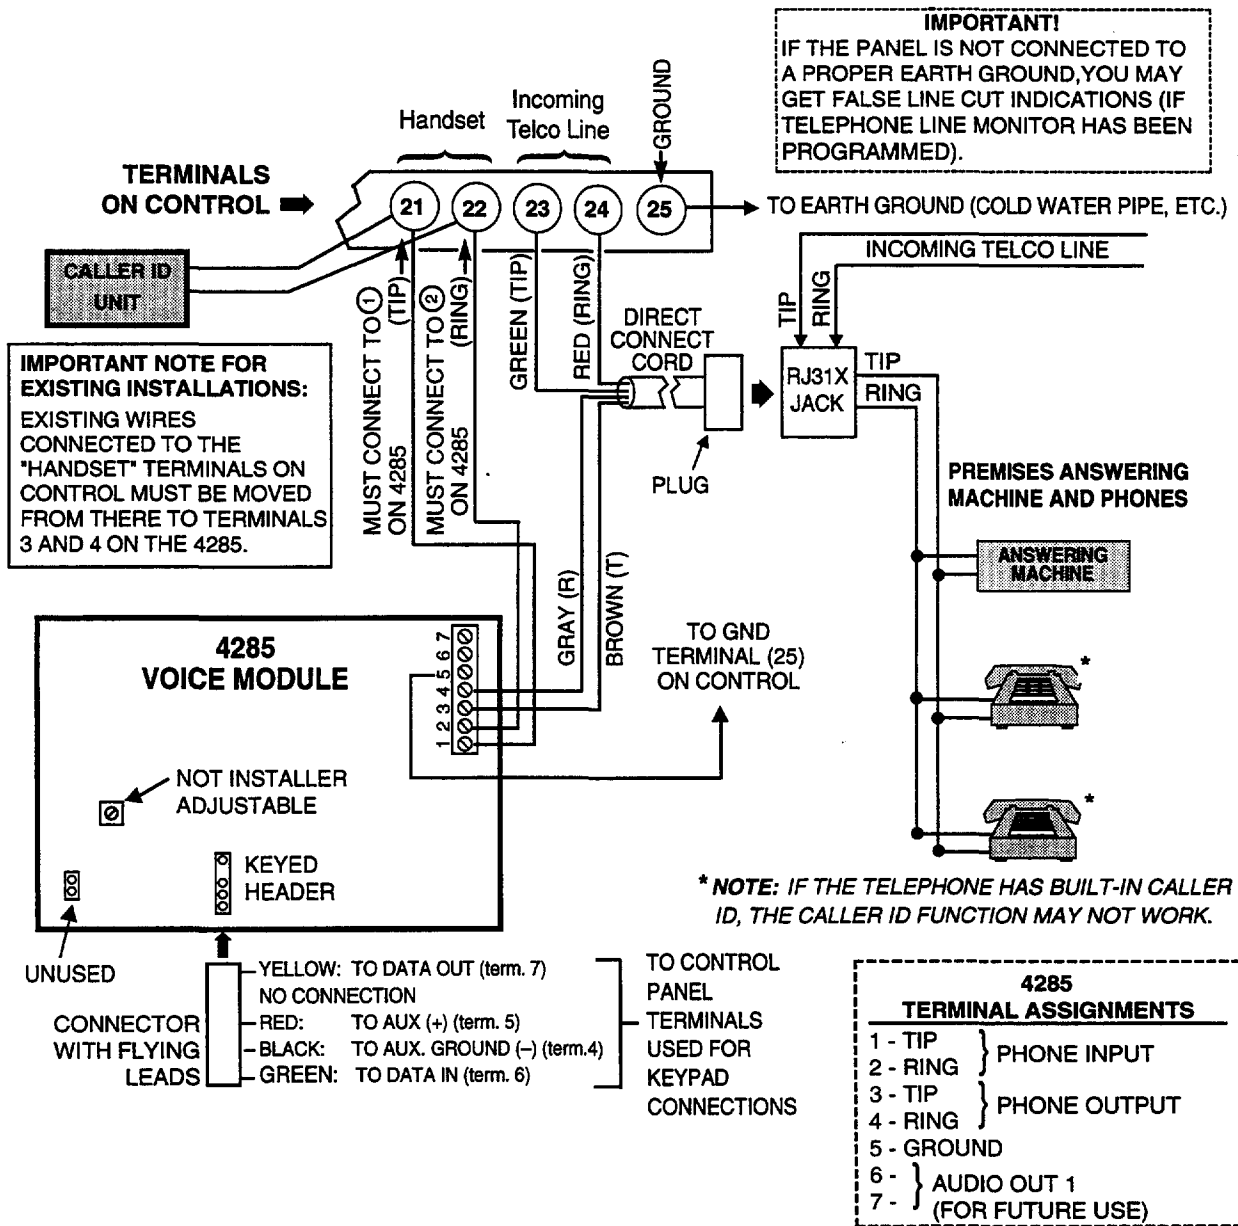 IMPORTANT!
IF THE PANEL IS NOT CONNECTED TO
A PROPER EARTH GROUND,YOU MAY
GET FALSE LINE CUT INDICATIONS (IF
TELEPHONE LINE MONITOR HAS BEEN
PROGRAMMED).
Handset
Incoming
Telco Line
GROUND
TERMINALS
ON CONTROL
21
22
23
24
25
TO EARTH GROUND (COLD WATER PIPE, ETC.)
INCOMING TELCO LINE
CALLER ID
UNIT
MUST CONNECT TO 1
(TIP)
ON 4285
MUST CONNECT TO 2
(RING)
ON 4285
GREEN (TIP)
RED (RING)
DIRECT
CONNECT
CORD
PLUG
TIP
RING
RJ31X
JACK
TIP
RING
IMPORTANT NOTE FOR
EXISTING INSTALLATIONS:
EXISTING WIRES
CONNECTED TO THE
"HANDSET" TERMINALS ON
CONTROL MUST BE MOVED
FROM THERE TO TERMINALS
3 AND 4 ON THE 4285.
PREMISES ANSWERING
MACHINE AND PHONES
ANSWERING
MACHINE
GRAY (R)
BROWN (T)
TO GND
TERMINAL (25)
ON CONTROL
4285
VOICE MODULE
7
6
5
4
3
2
1
NOT INSTALLER
ADJUSTABLE
KEYED
HEADER
UNUSED
*
*
* NOTE: IF THE TELEPHONE HAS BUILT-IN CALLER
ID, THE CALLER ID FUNCTION MAY NOT WORK.
CONNECTOR
WITH FLYING
LEADS
YELLOW: TO DATA OUT (term. 7)
NO CONNECTION
RED: TO AUX (+) (term. 5)
BLACK: TO AUX. GROUND (–) (term.4)
GREEN: TO DATA IN (term. 6)
TO CONTROL
PANEL
TERMINALS
USED FOR
KEYPAD
CONNECTIONS
4285
TERMINAL ASSIGNMENTS
1 - TIP
2 - RING
PHONE INPUT
3 - TIP
4 - RING
PHONE OUTPUT
5 - GROUND
6 -
7 -
AUDIO OUT 1
(FOR FUTURE USE)